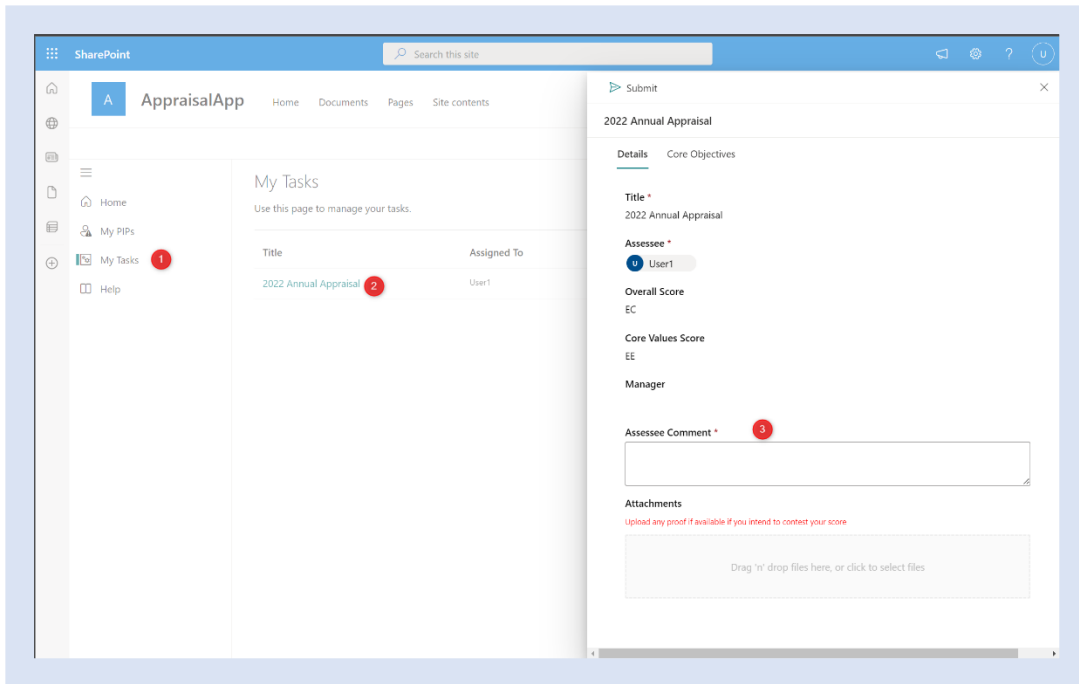 SharePoint
Search this site
U
A
AppraisalApp
Home Documents Pages Site contents
Home
My PIPs
My Tasks 1
Help
My Tasks
Use this page to manage your tasks.
Title Assigned To
2022 Annual Appraisal 2 User1
Submit
2022 Annual Appraisal
Details Core Objectives
Title *
2022 Annual Appraisal
Assessee *
U User1
Overall Score
EC
Core Values Score
EE
Manager
Assessee Comment * 3
Attachments
Upload any proof if available if you intend to contest your score
Drag 'n' drop files here, or click to select files